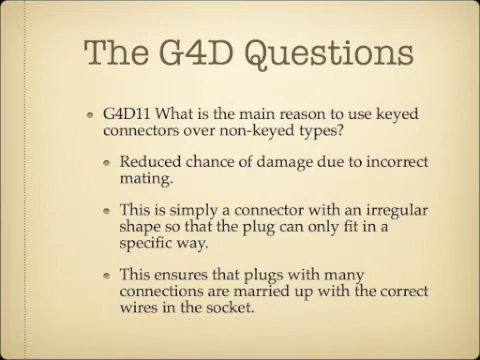 The G4D Questions
G4D11 What is the main reason to use keyed
connectors over non-keyed types?
Reduced chance of damage due to incorrect
mating.
This is simply a connector with an irregular
shape so that the plug can only fit in a
specific way.
This ensures that plugs with many
connections are married up with the correct
wires in the socket.